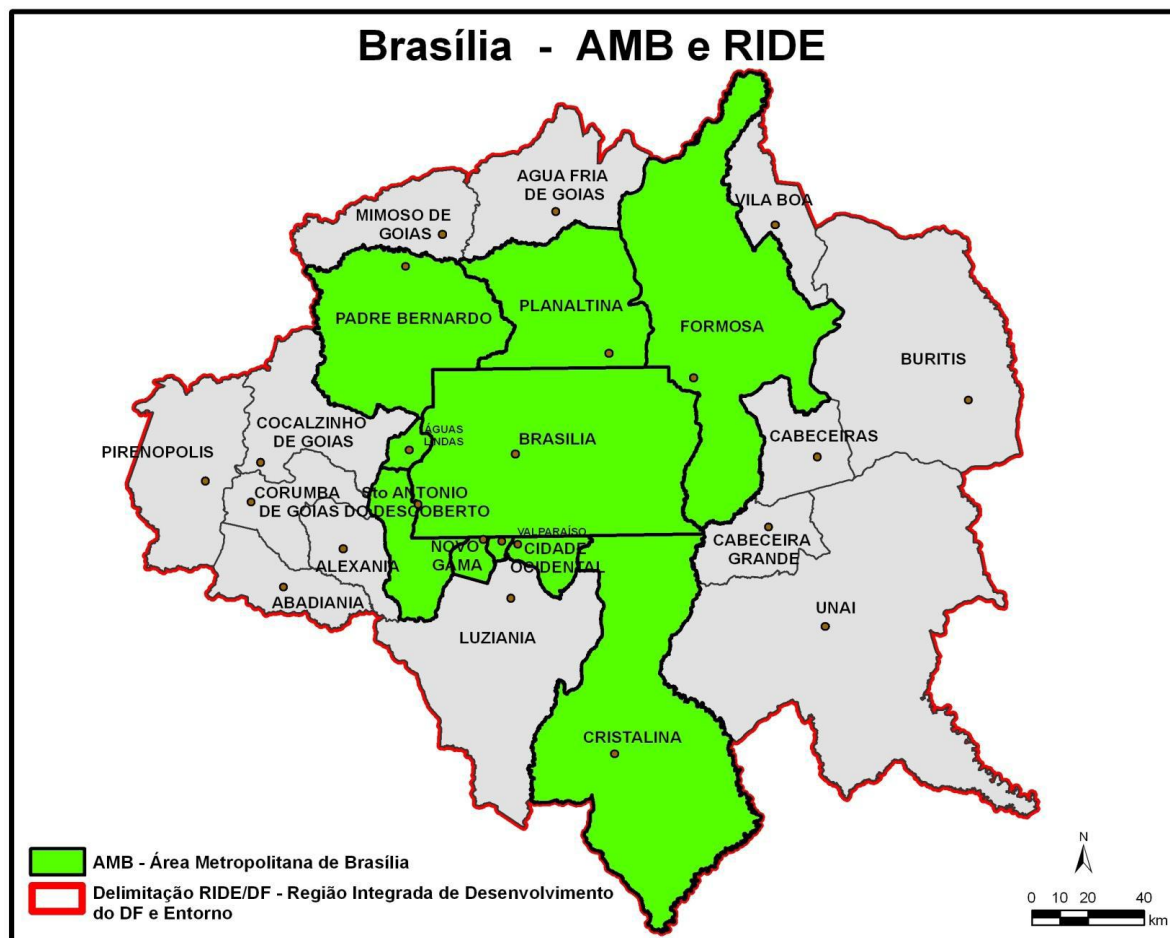 Brasília - AMB e RIDE
AGUA FRIA
DE GOIAS
VILA BOA
MIMOSO DE
GOIAS
PLANALTINA
PADRE BERNARDO
FORMOSA
BURITIS
COCALZINHO
DE GOIAS
ÁGUAS
LINDAS
BRASILIA
CABECEIRAS
PIRENOPOLIS
CORUMBA
DE GOIAS
Sto ANTONIO
DO DESCOBERTO
VALPARAÍSO
NOVO
GAMA
CIDADE
OCIDENTAL
CABECEIRA
GRANDE
ALEXANIA
ABADIANIA
UNAI
LUZIANIA
CRISTALINA
AMB - Área Metropolitana de Brasília
Delimitação RIDE/DF - Região Integrada de Desenvolvimento
do DF e Entorno
N
0 10 20 40
km